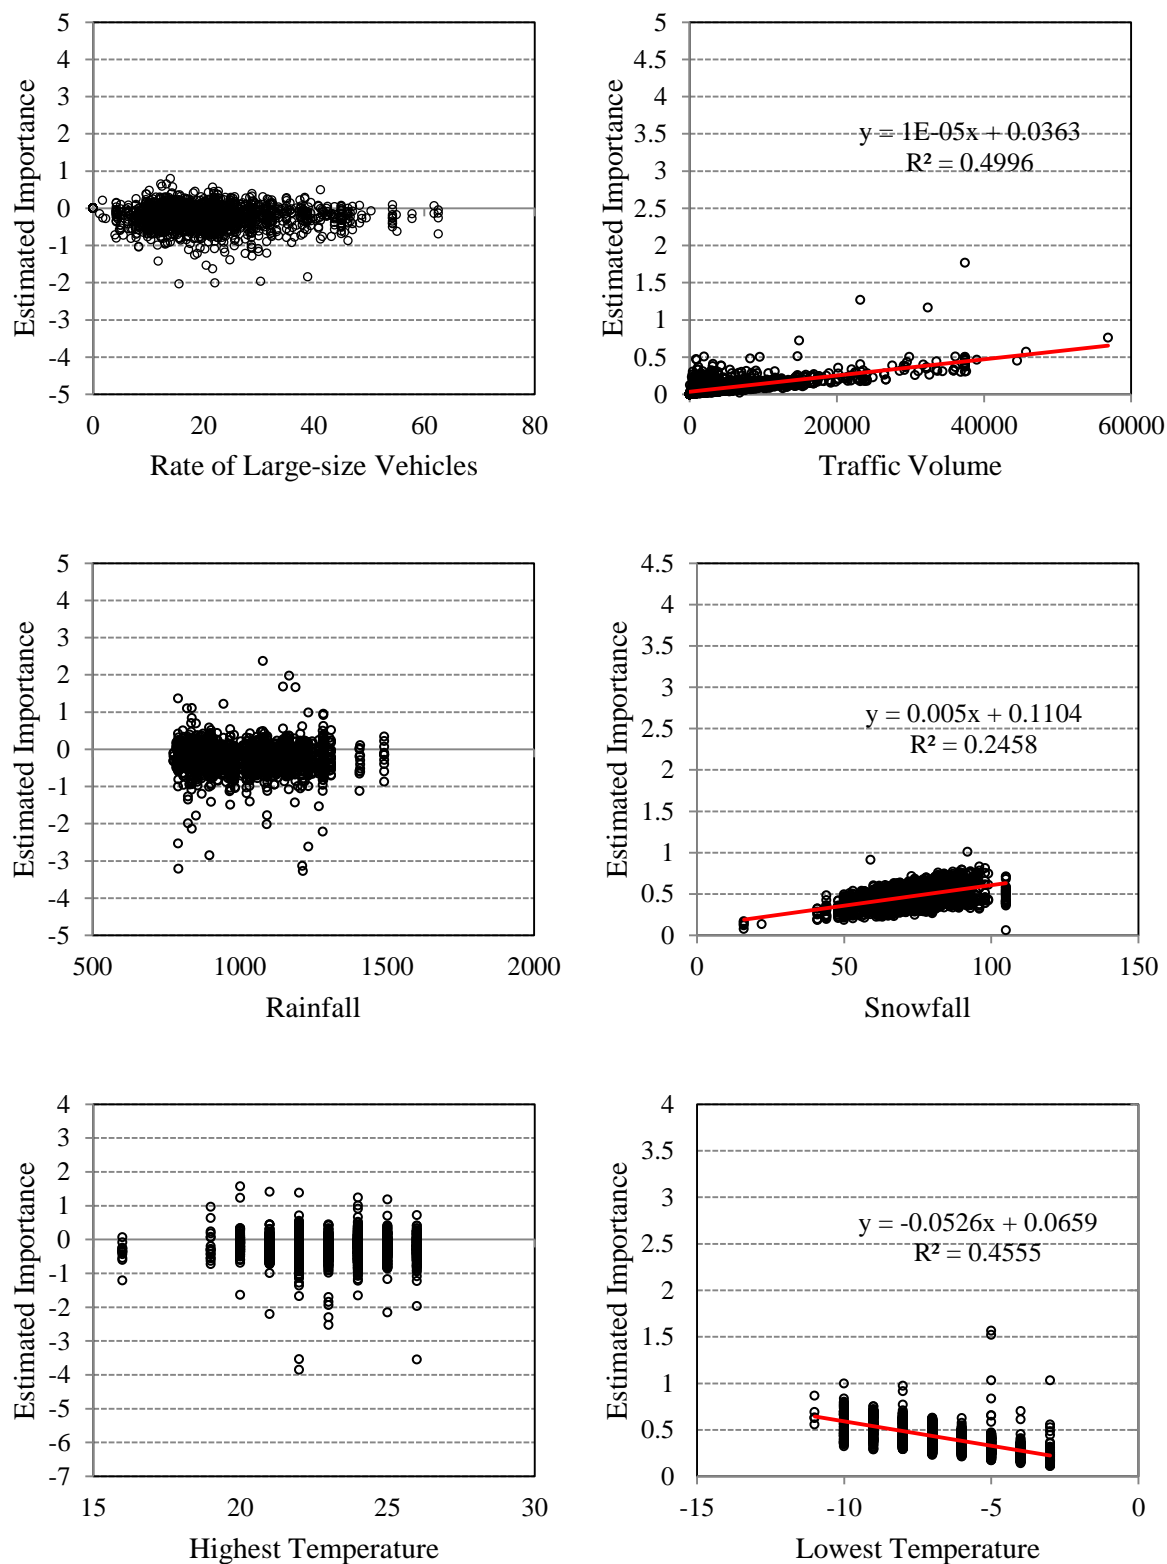 5
4
3
2
1
0
-1
-2
-3
-4
-5
0 20 40 60 80
Estimated Importance
Rate of Large-size Vehicles
5
4.5
4
3.5
3
2.5
2
1.5
1
0.5
0
0 20000 40000 60000
Estimated Importance
Traffic Volume
y = 1E-05x + 0.0363
R² = 0.4996
5
4
3
2
1
0
-1
-2
-3
-4
-5
500 1000 1500 2000
Estimated Importance
Rainfall
4.5
4
3.5
3
2.5
2
1.5
1
0.5
0
0 50 100 150
Estimated Importance
Snowfall
y = 0.005x + 0.1104
R² = 0.2458
4
3
2
1
0
-1
-2
-3
-4
-5
-6
-7
15 20 25 30
Estimated Importance
Highest Temperature
4
3.5
3
2.5
2
1.5
1
0.5
0
-15 -10 -5 0
Estimated Importance
Lowest Temperature
y = -0.0526x + 0.0659
R² = 0.4555